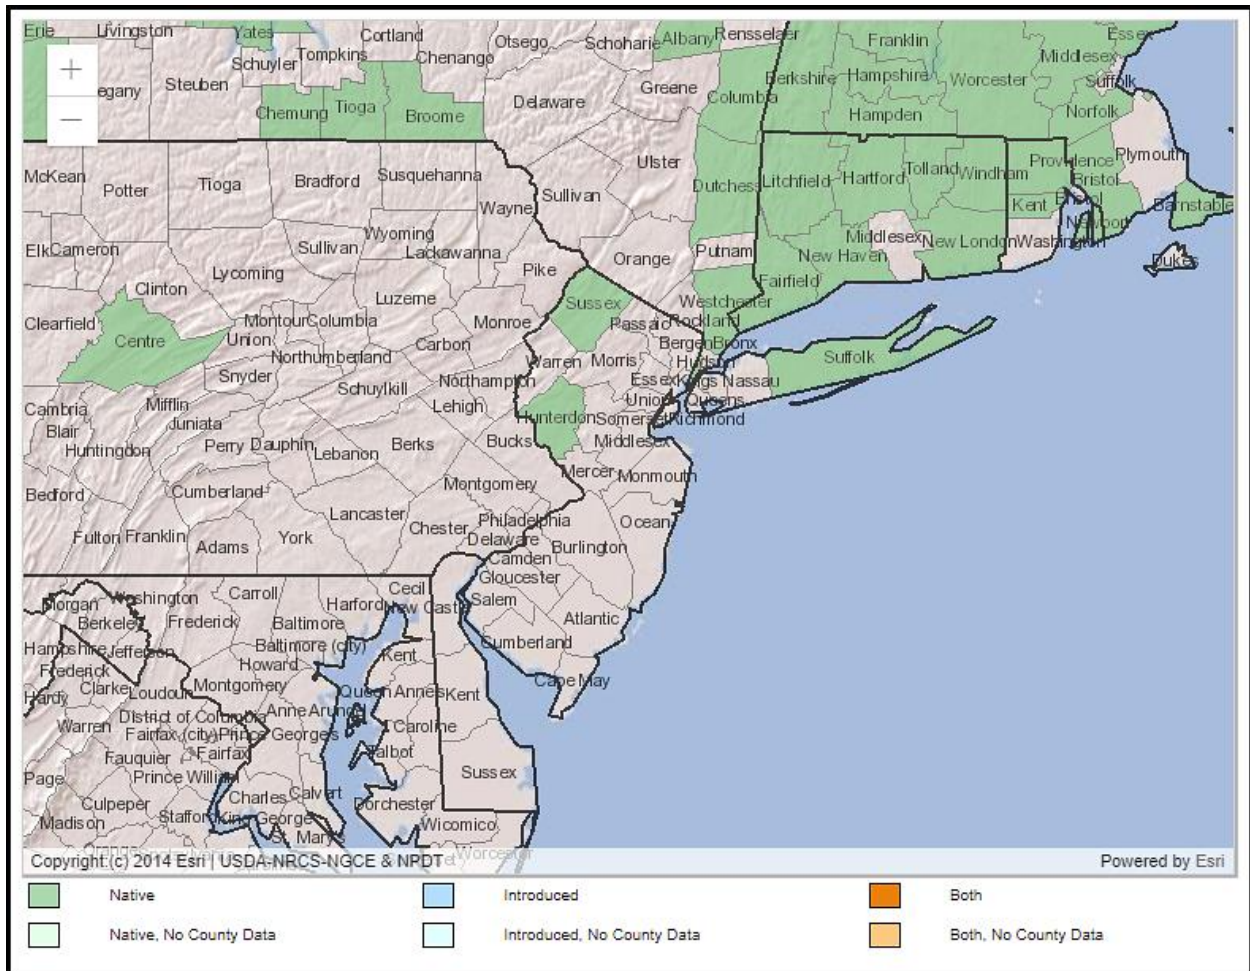 Erie Livingston Yates Cortland Otsego Schoharie Albany Rensselaer Franklin Middlesex Essex
+ Schuyler Tompkins Chenango Berkshire Hampshire Worcester Suffolk
egany Steuben Delaware Greene Columbia
− Chemung Tioga Broome Hampden Norfolk
McKean Potter Tioga Bradford Susquehanna Ulster Providence Plymouth
Wayne Sullivan Dutchess Litchfield Hartford Tolland Windham Kent Bristol Bristol Barnstable
Elk Cameron Sullivan Wyoming Lackawanna Middlesex New London Washington Newport
Lycoming Pike Orange Putnam New Haven Dukes
Clinton Luzerne Sussex Westchester Fairfield
Clearfield Centre Montour Columbia Monroe Passaic Rockland
Union Northumberland Carbon Warren Morris Bergen Bronx Suffolk
Snyder Schuylkill Northampton Essex Hudson Kings Nassau
Cambria Mifflin Lehigh Hunterdon Union Queens
Blair Juniata Somerset Richmond
Huntingdon Perry Dauphin Lebanon Berks Bucks Middlesex
Bedford Cumberland Montgomery Mercer Monmouth
Lancaster Philadelphia Ocean
Fulton Franklin Adams York Chester Delaware Burlington
Camden
Gloucester
Morgan Washington Carroll Cecil Salem
Berkeley Frederick Harford New Castle Atlantic
Hampshire Jefferson Baltimore Cumberland
Frederick Howard Baltimore (city) Kent
Hardy Clarke Loudoun Montgomery Queen Annes Kent Cape May
Warren District of Columbia Anne Arundel Caroline
Fairfax (city) Prince Georges
Fauquier Fairfax Talbot
Page Prince William Sussex
Culpeper Charles Calvert Dorchester
Madison Stafford King George Wicomico
St. Marys
Orange Worcester
Copyright:(c) 2014 Esri | USDA-NRCS-NGCE & NPDT Powered by Esri
Native Introduced Both
Native, No County Data Introduced, No County Data Both, No County Data